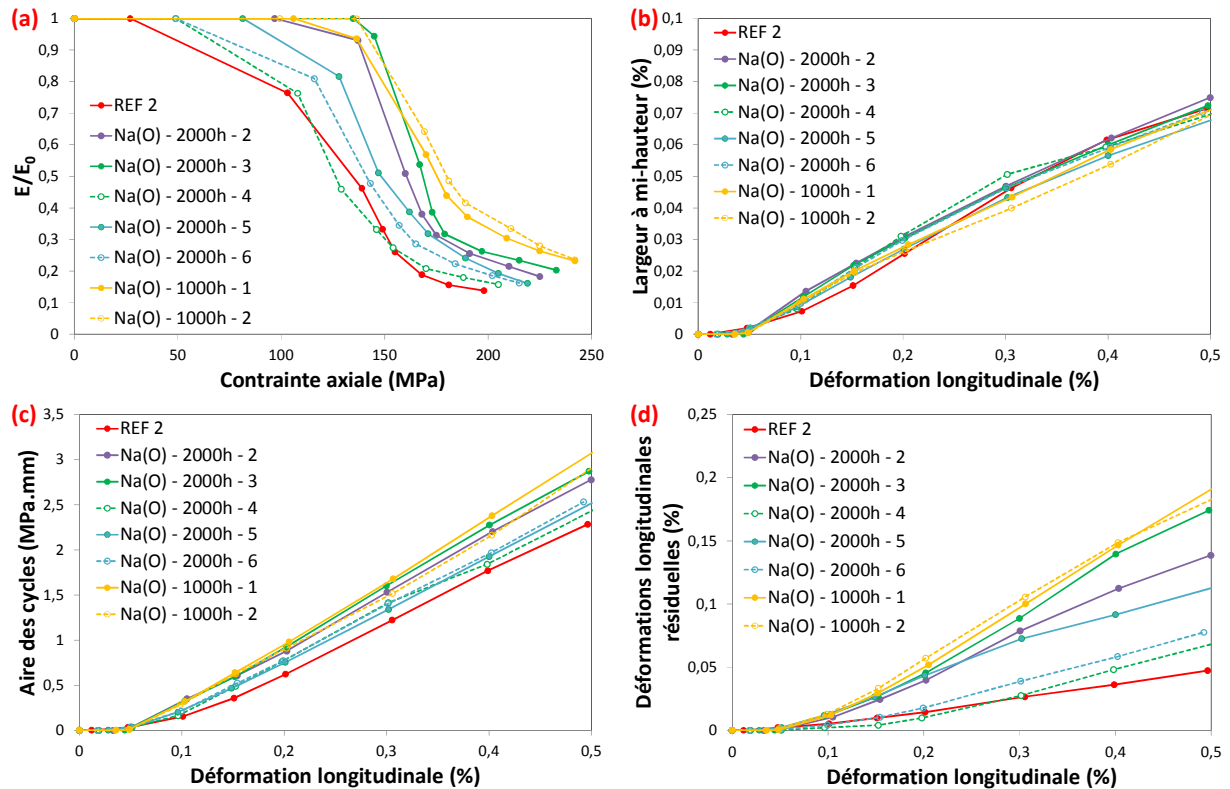 (a)
E/E0
1
0,9
0,8
0,7
0,6
0,5
0,4
0,3
0,2
0,1
0
REF 2
Na(O) - 2000h - 2
Na(O) - 2000h - 3
Na(O) - 2000h - 4
Na(O) - 2000h - 5
Na(O) - 2000h - 6
Na(O) - 1000h - 1
Na(O) - 1000h - 2
0 50 100 150 200 250
Contrainte axiale (MPa)
(b)
Largeur à mi-hauteur (%)
0,1
0,09
0,08
0,07
0,06
0,05
0,04
0,03
0,02
0,01
0
REF 2
Na(O) - 2000h - 2
Na(O) - 2000h - 3
Na(O) - 2000h - 4
Na(O) - 2000h - 5
Na(O) - 2000h - 6
Na(O) - 1000h - 1
Na(O) - 1000h - 2
0 0,1 0,2 0,3 0,4 0,5
Déformation longitudinale (%)
(c)
Aire des cycles (MPa.mm)
3,5
3
2,5
2
1,5
1
0,5
0
REF 2
Na(O) - 2000h - 2
Na(O) - 2000h - 3
Na(O) - 2000h - 4
Na(O) - 2000h - 5
Na(O) - 2000h - 6
Na(O) - 1000h - 1
Na(O) - 1000h - 2
0 0,1 0,2 0,3 0,4 0,5
Déformation longitudinale (%)
(d)
Déformations longitudinales
résiduelles (%)
0,25
0,2
0,15
0,1
0,05
0
REF 2
Na(O) - 2000h - 2
Na(O) - 2000h - 3
Na(O) - 2000h - 4
Na(O) - 2000h - 5
Na(O) - 2000h - 6
Na(O) - 1000h - 1
Na(O) - 1000h - 2
0 0,1 0,2 0,3 0,4 0,5
Déformation longitudinale (%)